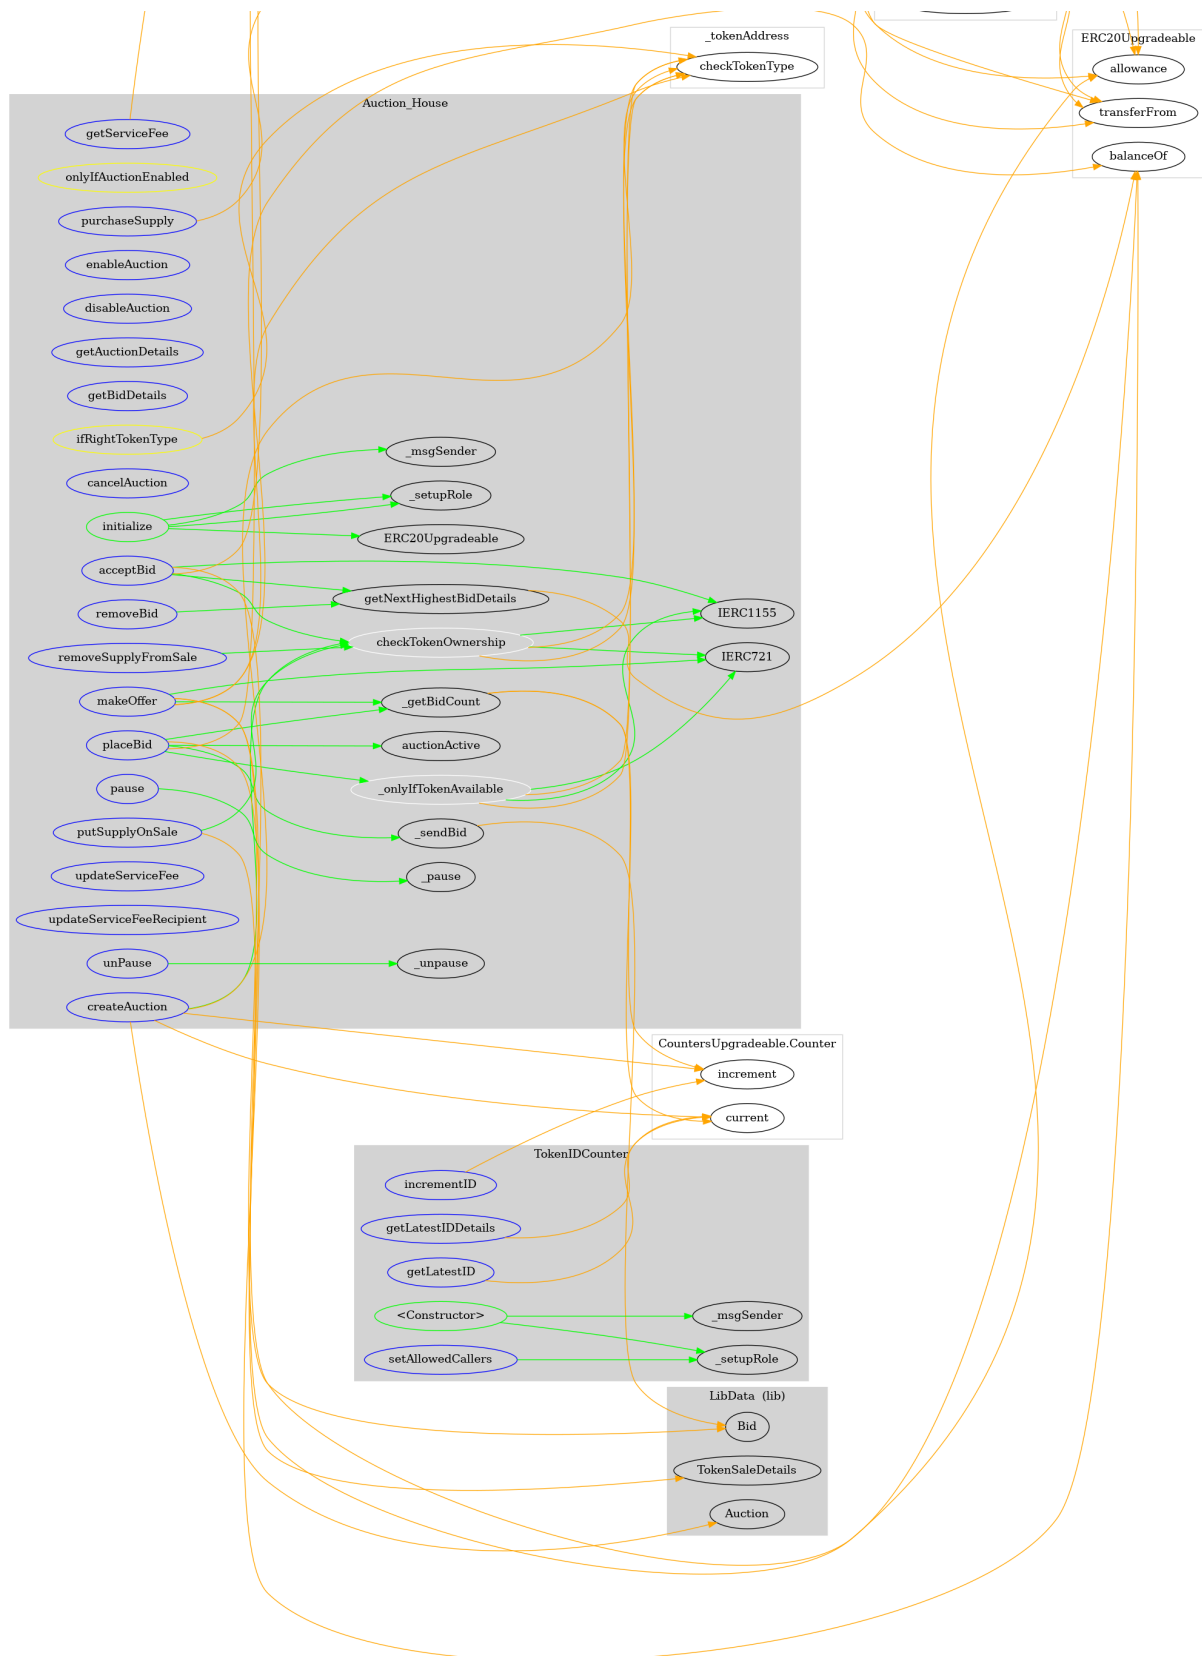 _tokenAddress
checkTokenType
ERC20Upgradeable
allowance
transferFrom
balanceOf
Auction_House
getServiceFee
onlyIfAuctionEnabled
purchaseSupply
enableAuction
disableAuction
getAuctionDetails
getBidDetails
ifRightTokenType
cancelAuction
initialize
acceptBid
removeBid
removeSupplyFromSale
makeOffer
placeBid
pause
putSupplyOnSale
updateServiceFee
updateServiceFeeRecipient
unPause
createAuction
_msgSender
_setupRole
ERC20Upgradeable
getNextHighestBidDetails
checkTokenOwnership
_getBidCount
auctionActive
_onlyIfTokenAvailable
_sendBid
_pause
_unpause
IERC1155
IERC721
CountersUpgradeable.Counter
increment
current
TokenIDCounter
incrementID
getLatestIDDetails
getLatestID
<Constructor>
setAllowedCallers
_msgSender
_setupRole
LibData  (lib)
Bid
TokenSaleDetails
Auction